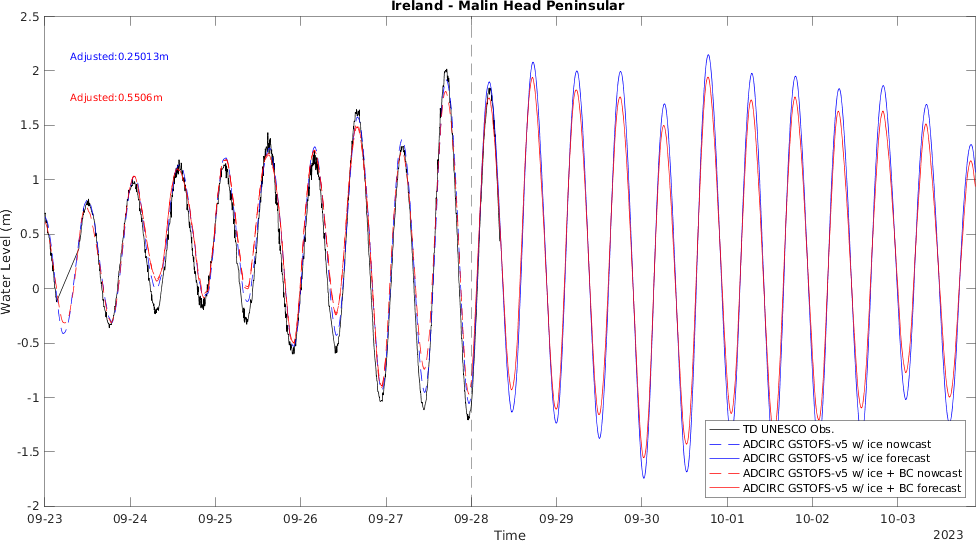 Ireland - Malin Head Peninsular
2.5
2
1.5
1
0.5
0
-0.5
-1
-1.5
-2
Water Level (m)
Adjusted:0.25013m
Adjusted:0.5506m
TD UNESCO Obs.
ADCIRC GSTOFS-v5 w/ ice nowcast
ADCIRC GSTOFS-v5 w/ ice forecast
ADCIRC GSTOFS-v5 w/ ice + BC nowcast
ADCIRC GSTOFS-v5 w/ ice + BC forecast
09-23 09-24 09-25 09-26 09-27 09-28 09-29 09-30 10-01 10-02 10-03
Time
2023